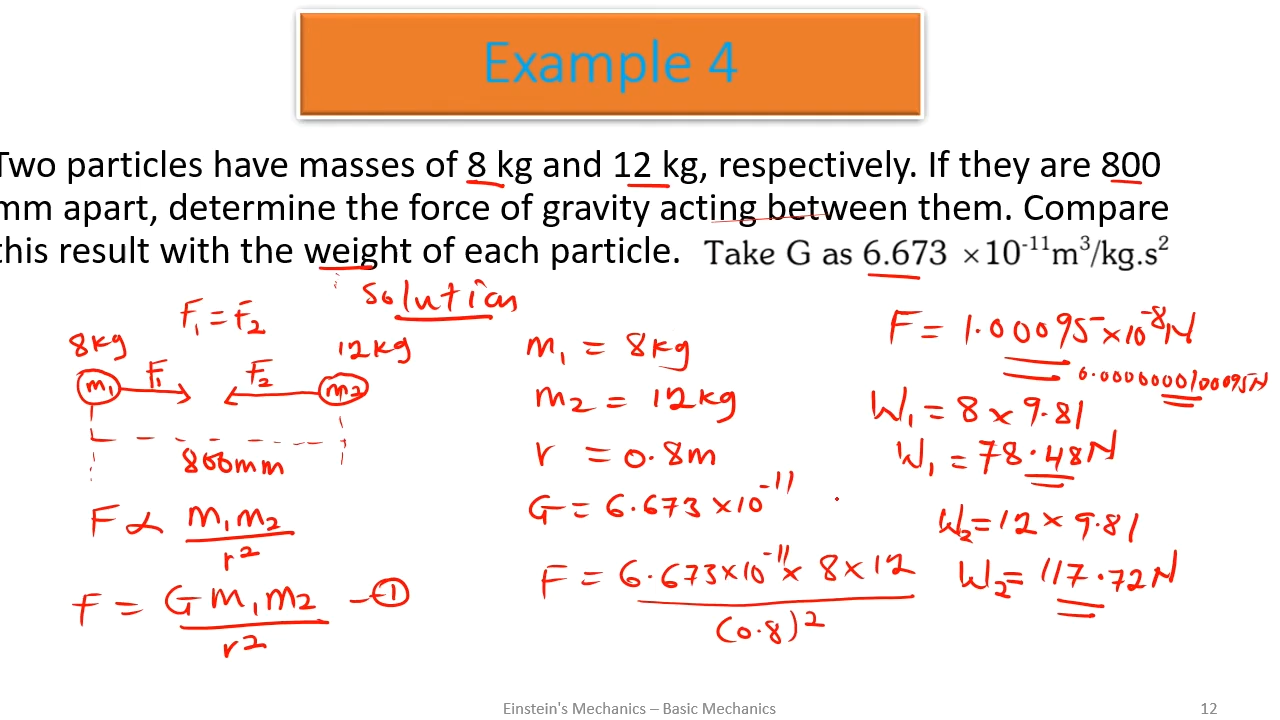 Example 4
Two particles have masses of 8 kg and 12 kg, respectively. If they are 800
mm apart, determine the force of gravity acting between them. Compare
this result with the weight of each particle. Take G as 6.673 ×10⁻¹¹m³/kg.s²
Solution
F₁ = F₂
8kg
12kg
m₁
F₁
F₂
m₂
800mm
F ∝ m₁m₂
r²
F = G m₁m₂ —①
r²
m₁ = 8kg
m₂ = 12kg
r = 0.8m
G = 6.673 ×10⁻¹¹
F = 6.673×10⁻¹¹ × 8 × 12
(0.8)²
F = 1.00095 ×10⁻⁸N
0.0000000100095N
W₁ = 8 × 9.81
W₁ = 78.48N
W₂ = 12 × 9.81
W₂ = 117.72N
Einstein's Mechanics – Basic Mechanics
12